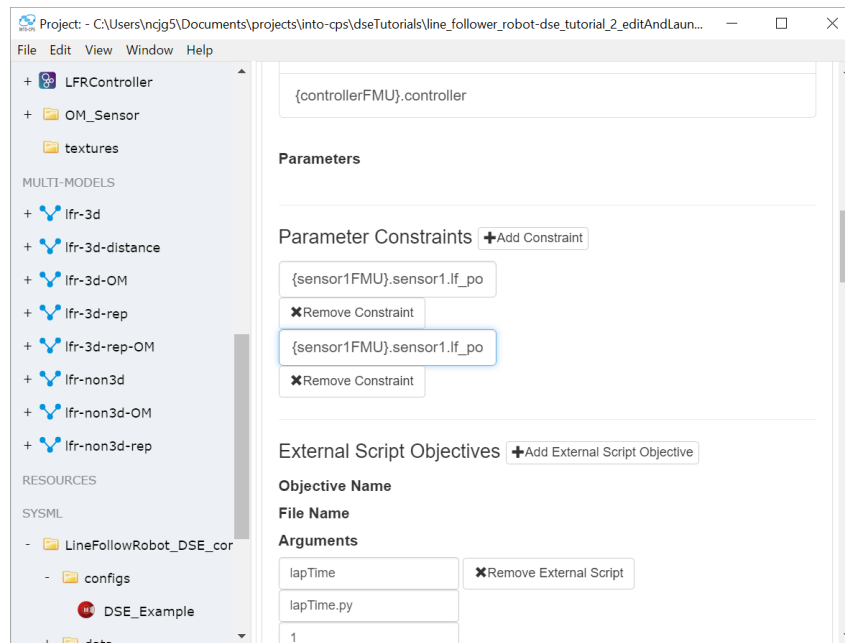 Project: - C:\Users\ncjg5\Documents\projects\into-cps\dseTutorials\line_follower_robot-dse_tutorial_2_editAndLaun...
File Edit View Window Help
+ LFRController
+ OM_Sensor
textures
MULTI-MODELS
+ lfr-3d
+ lfr-3d-distance
+ lfr-3d-OM
+ lfr-3d-rep
+ lfr-3d-rep-OM
+ lfr-non3d
+ lfr-non3d-OM
+ lfr-non3d-rep
RESOURCES
SYSML
- LineFollowRobot_DSE_cor
- configs
DSE_Example
{controllerFMU}.controller
Parameters
Parameter Constraints +Add Constraint
{sensor1FMU}.sensor1.lf_po
×Remove Constraint
{sensor1FMU}.sensor1.lf_po
×Remove Constraint
External Script Objectives +Add External Script Objective
Objective Name
File Name
Arguments
lapTime ×Remove External Script
lapTime.py
1